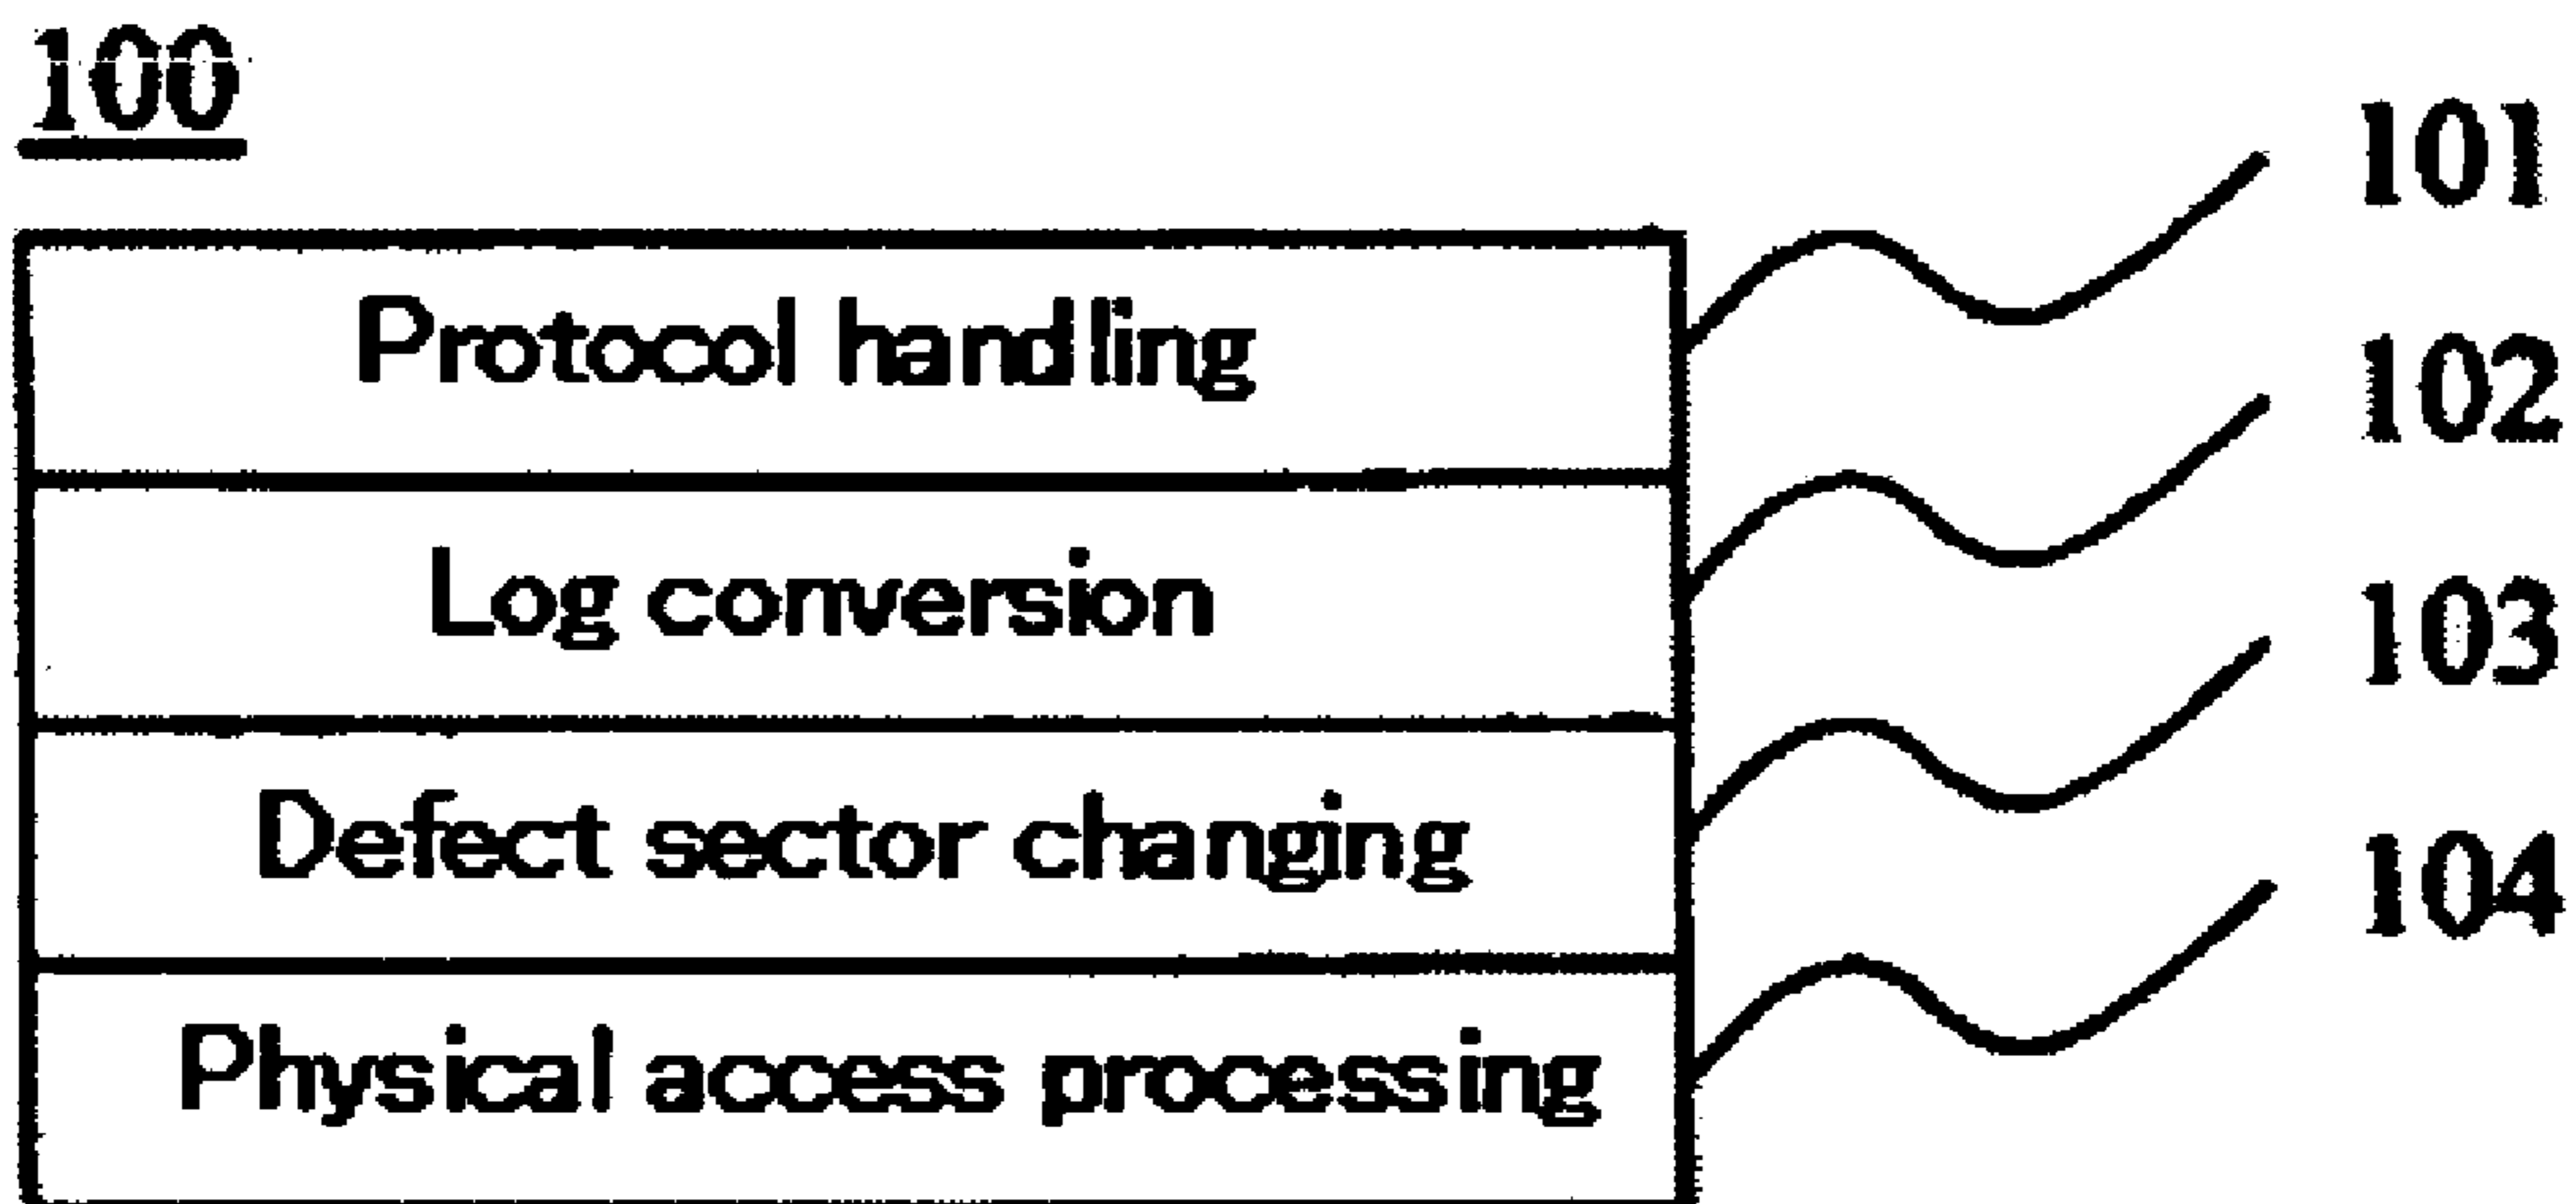 100
101
Protocol handling
102
Log conversion
103
Defect sector changing
104
Physical access processing